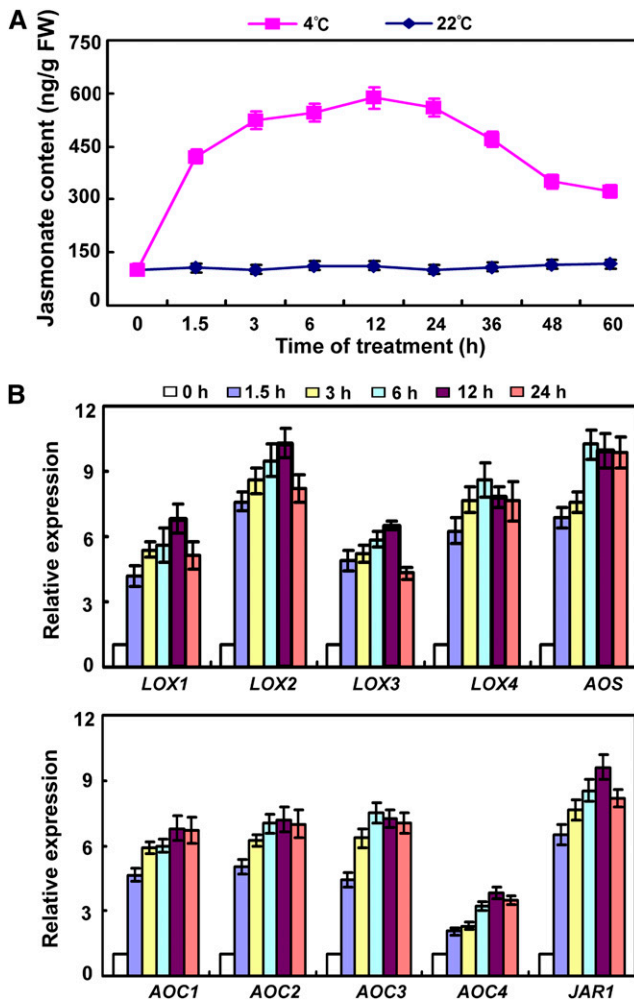 A
4°C 22°C
Jasmonate content (ng/g FW)
750
600
450
300
150
0
0 1.5 3 6 12 24 36 48 60
Time of treatment (h)
B
0 h 1.5 h 3 h 6 h 12 h 24 h
Relative expression
12
9
6
3
0
LOX1 LOX2 LOX3 LOX4 AOS
Relative expression
12
9
6
3
0
AOC1 AOC2 AOC3 AOC4 JAR1